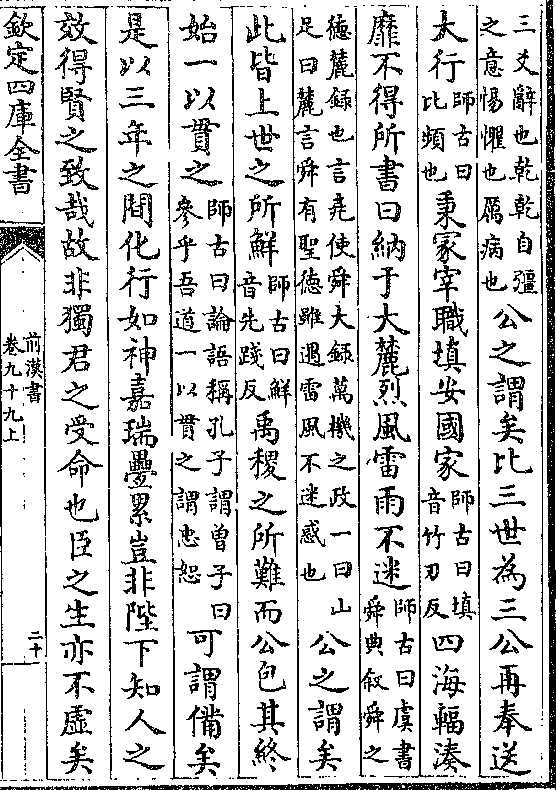 三爻辭也乾乾自彊之意惕懼也厲病也公之謂矣比三世為三公再奉送
大行師古曰比頻也秉冢宰職填安國家師古曰填音竹刃反四海輻湊
靡不得所書曰納于大麓烈風雷雨不迷師古曰虞書舜典敘舜之
德麓錄也言堯使舜大錄萬機之政一曰山足曰麓言舜有聖德雖遇雷風不迷惑也公之謂矣
此皆上世之所鮮師古曰鮮音先踐反禹稷之所難而公包其終
始一以貫之師古曰論語稱孔子謂曾子曰參乎吾道一以貫之謂忠恕可謂備矣
是以三年之間化行如神嘉瑞疊累豈非陛下知人之
效得賢之致哉故非獨君之受命也臣之生亦不虛矣
欽定四庫全書
前漢書
卷九十九上
二十